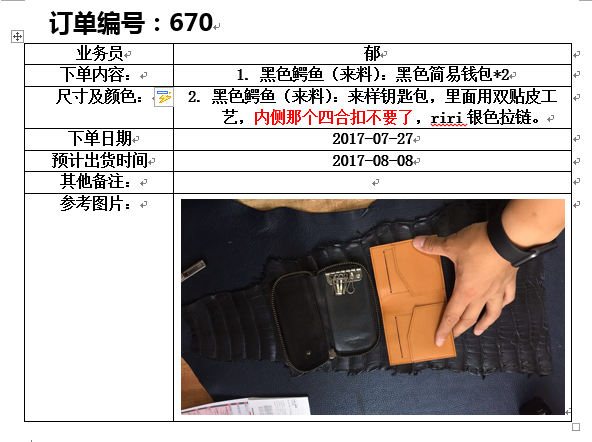 订单编号：670
业务员
郁
下单内容：
1. 黑色鳄鱼（来料）：黑色简易钱包*2
尺寸及颜色：
2. 黑色鳄鱼（来料）：来样钥匙包，里面用双贴皮工
艺，内侧那个四合扣不要了，riri银色拉链。
下单日期
2017-07-27
预计出货时间
2017-08-08
其他备注：
参考图片：